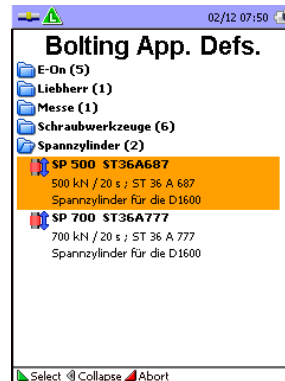 02/12 07:50
Bolting App. Defs.
E-On (5)
Liebherr (1)
Messe (1)
Schraubwerkzeuge (6)
Spannzylinder (2)
SP 500 ST36A687
500 kN / 20 s ; ST 36 A 687
Spannzylinder für die D1600
SP 700 ST36A777
700 kN / 20 s ; ST 36 A 777
Spannzylinder für die D1600
Select Collapse Abort